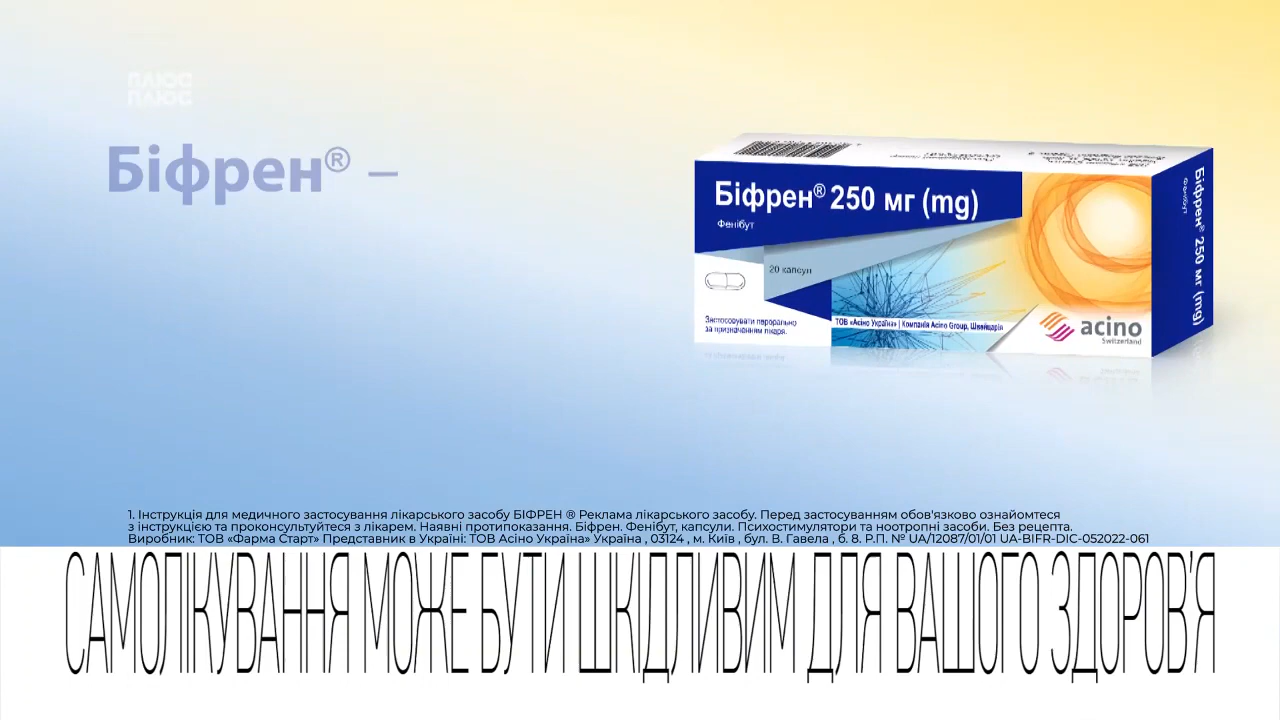 ПЛЮС
ПЛЮС
Біфрен® –
Біфрен® 250 мг (mg)
Фенібут
20 капсул
Застосовувати перорально
за призначенням лікаря.
ТОВ «Асіно Україна» | Компанія Acino Group, Швейцарія
acino
Switzerland
Біфрен® 250 мг (mg)
Фенібут
1. Інструкція для медичного застосування лікарського засобу БІФРЕН ® Реклама лікарського засобу. Перед застосуванням обов'язково ознайомтеся
з інструкцією та проконсультуйтеся з лікарем. Наявні протипоказання. Біфрен. Фенібут, капсули. Психостимулятори та ноотропні засоби. Без рецепта.
Виробник: ТОВ «Фарма Старт» Представник в Україні: ТОВ Асіно Україна» Україна , 03124 , м. Київ , бул. В. Гавела , б. 8. Р.П. № UA/12087/01/01 UA-BIFR-DIC-052022-061
САМОЛІКУВАННЯ МОЖЕ БУТИ ШКІДЛИВИМ ДЛЯ ВАШОГО ЗДОРОВ'Я